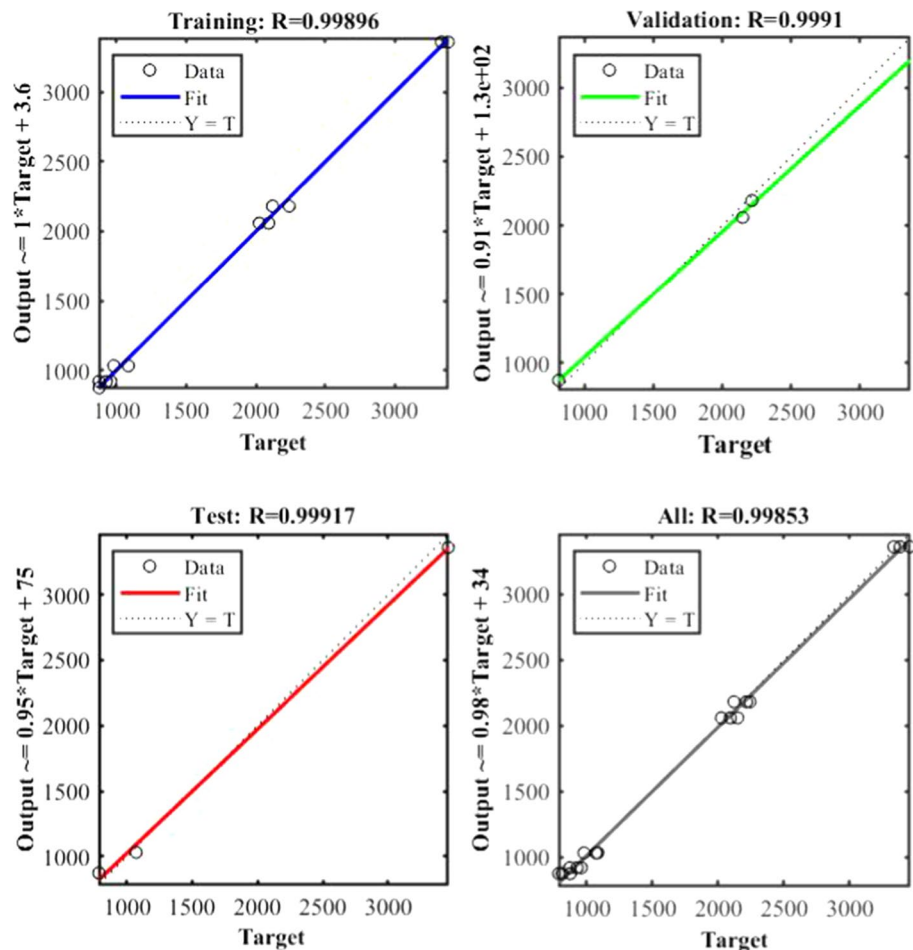 Training: R=0.99896
Output ~= 1*Target + 3.6
Data
Fit
Y = T
3000
2500
2000
1500
1000
1000 1500 2000 2500 3000
Target
Validation: R=0.9991
Output ~= 0.91*Target + 1.3e+02
Data
Fit
Y = T
3000
2500
2000
1500
1000
1000 1500 2000 2500 3000
Target
Test: R=0.99917
Output ~= 0.95*Target + 75
Data
Fit
Y = T
3000
2500
2000
1500
1000
1000 1500 2000 2500 3000
Target
All: R=0.99853
Output ~= 0.98*Target + 34
Data
Fit
Y = T
3000
2500
2000
1500
1000
1000 1500 2000 2500 3000
Target